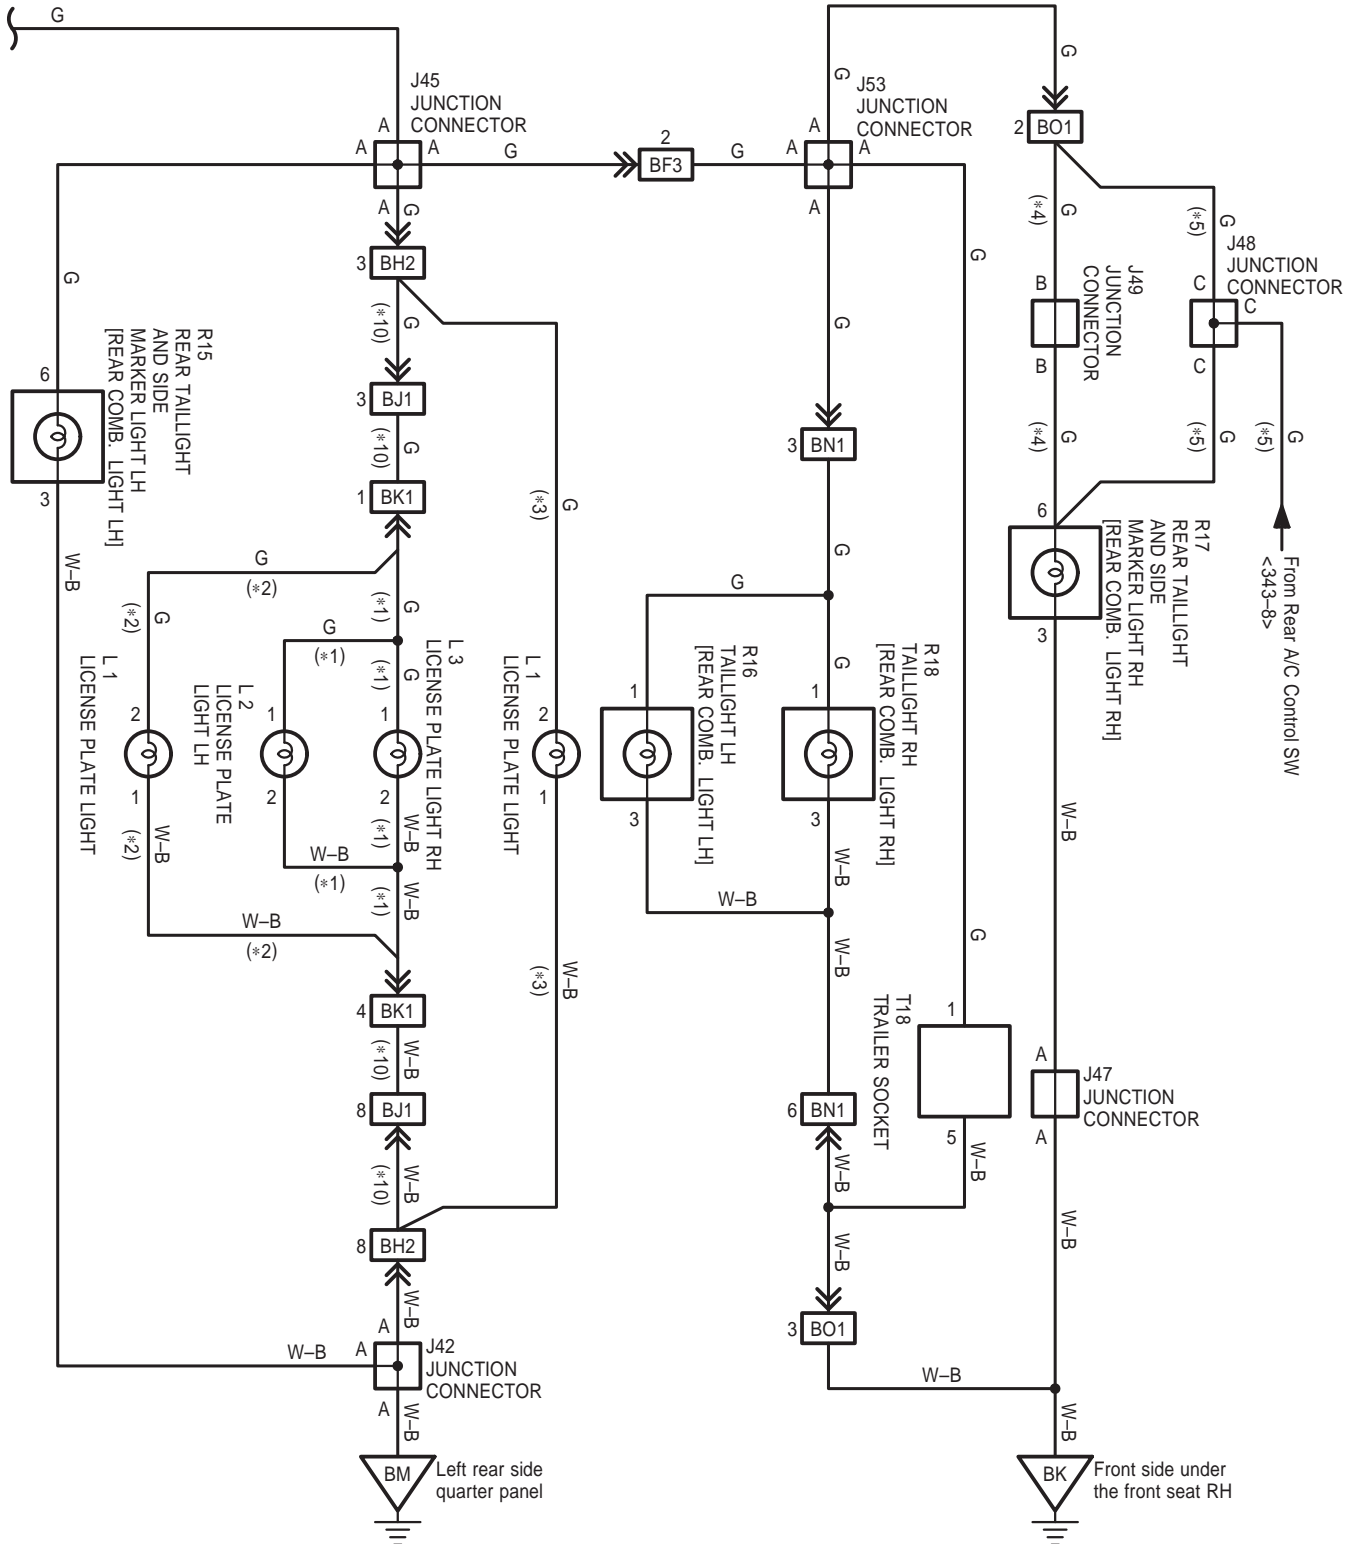 G
J45
JUNCTION
CONNECTOR
A
A
A
A
G
G
2
BF3
G
G
J53
JUNCTION
CONNECTOR
A
A
A
A
G
2 BO1
G
(*4)
G
(*5)
J48
JUNCTION
CONNECTOR
C
C
C
J49
JUNCTION
CONNECTOR
B
B
G
(*4)
G
(*5)
G
(*5)
From Rear A/C Control SW
<343–8>
G
R15
REAR TAILLIGHT
AND SIDE
MARKER LIGHT LH
[REAR COMB. LIGHT LH]
6
3
W–B
3 BH2
G
(*10)
3 BJ1
G
(*10)
1 BK1
G
(*2)
G
(*2)
G
(*1)
G
(*1)
G
(*1)
G
(*3)
L 1
LICENSE PLATE LIGHT
2
1
L 2
LICENSE PLATE
LIGHT LH
1
2
L 3
LICENSE PLATE LIGHT RH
1
2
L 1
LICENSE PLATE LIGHT
2
1
W–B
(*2)
W–B
(*1)
W–B
(*1)
W–B
(*1)
W–B
(*2)
W–B
(*3)
4 BK1
W–B
(*10)
8 BJ1
W–B
(*10)
8 BH2
W–B
A
A
J42
JUNCTION
CONNECTOR
W–B
A
W–B
BM
Left rear side
quarter panel
G
3 BN1
G
G
G
R16
TAILLIGHT LH
[REAR COMB. LIGHT LH]
1
3
R18
TAILLIGHT RH
[REAR COMB. LIGHT RH]
1
3
W–B
W–B
W–B
6 BN1
W–B
W–B
3 BO1
W–B
G
G
T18
TRAILER SOCKET
1
5
W–B
R17
REAR TAILLIGHT
AND SIDE
MARKER LIGHT RH
[REAR COMB. LIGHT RH]
6
3
W–B
A
J47
JUNCTION
CONNECTOR
A
W–B
W–B
BK
Front side under
the front seat RH